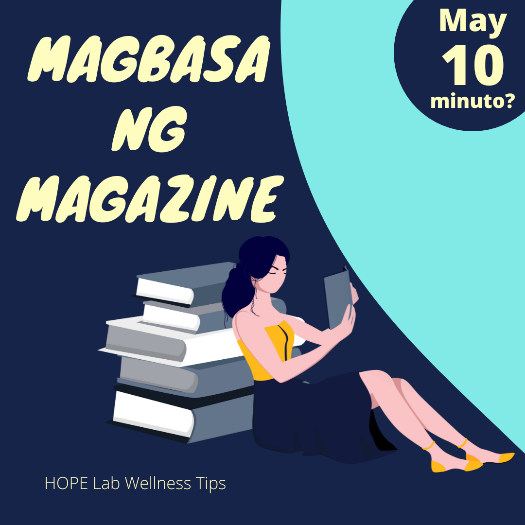 MAGBASA
NG
MAGAZINE
May
10
minuto?
HOPE Lab Wellness Tips